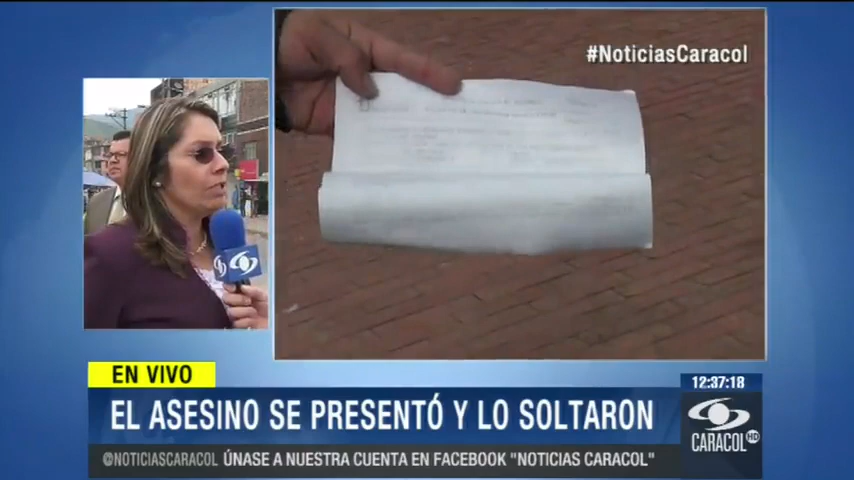 #NoticiasCaracol
EN VIVO
12:37:18
EL ASESINO SE PRESENTÓ Y LO SOLTARON
CARACOL HD
@NOTICIASCARACOL ÚNASE A NUESTRA CUENTA EN FACEBOOK "NOTICIAS CARACOL"